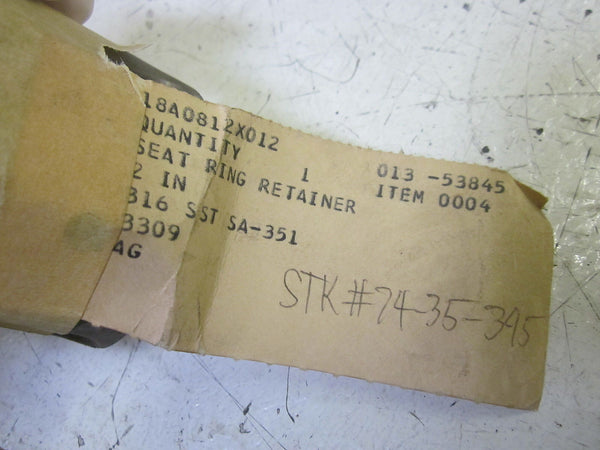 18A0812X012
QUANTITY 1 013 -53845
SEAT RING RETAINER ITEM 0004
2 IN
316 SST SA-351
3309
AG
STK#74-35-395